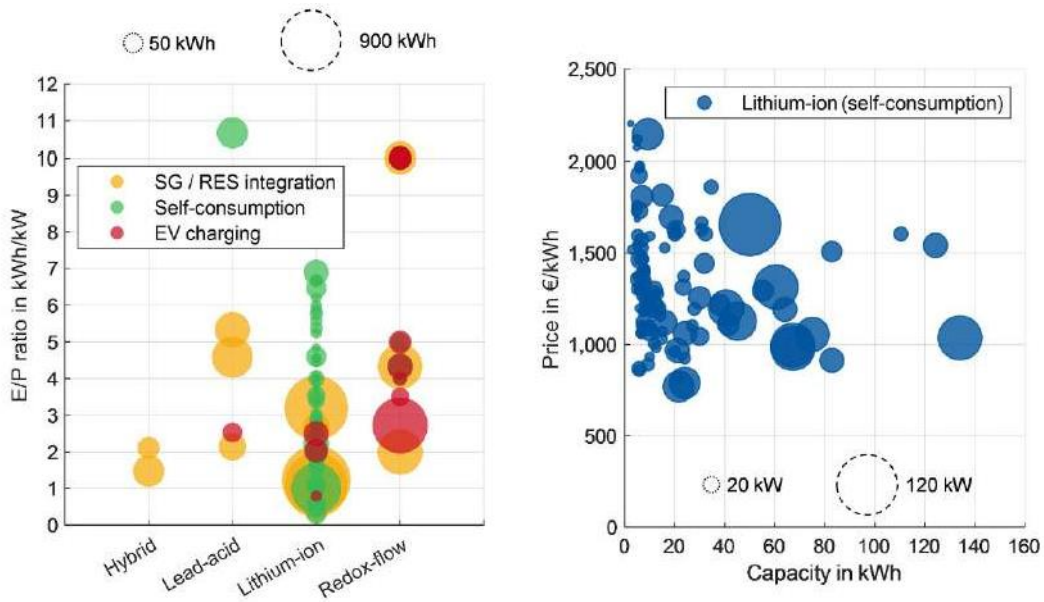 50 kWh
900 kWh
E/P ratio in kWh/kW
12
11
10
9
8
7
6
5
4
3
2
1
0
SG / RES integration
Self-consumption
EV charging
Hybrid
Lead-acid
Lithium-ion
Redox-flow
Price in €/kWh
2,500
2,000
1,500
1,000
500
0
Lithium-ion (self-consumption)
20 kW
120 kW
0 20 40 60 80 100 120 140 160
Capacity in kWh